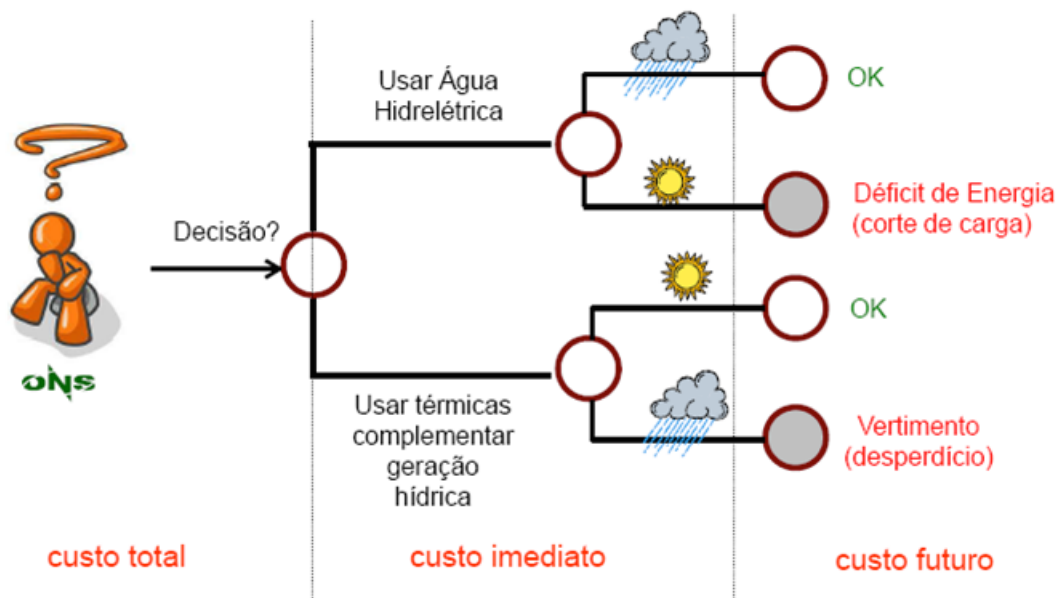 Usar Água
Hidrelétrica
OK
Déficit de Energia
(corte de carga)
Decisão?
ONS
OK
Usar térmicas
complementar
geração
hídrica
Vertimento
(desperdício)
custo total
custo imediato
custo futuro